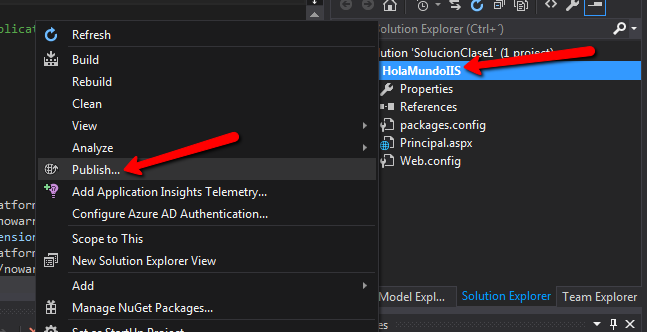 plicat
Refresh
Build
Rebuild
Clean
View
Analyze
Publish...
Add Application Insights Telemetry...
Configure Azure AD Authentication...
Scope to This
New Solution Explorer View
Add
Manage NuGet Packages...
Set as StartUp Project
atform
nowarn
ension
atform
/nowar
Solution Explorer (Ctrl+´)
ution 'SolucionClase1' (1 project)
HolaMundoIIS
Properties
References
packages.config
Principal.aspx
Web.config
Model Expl...
Solution Explorer
Team Explorer
es